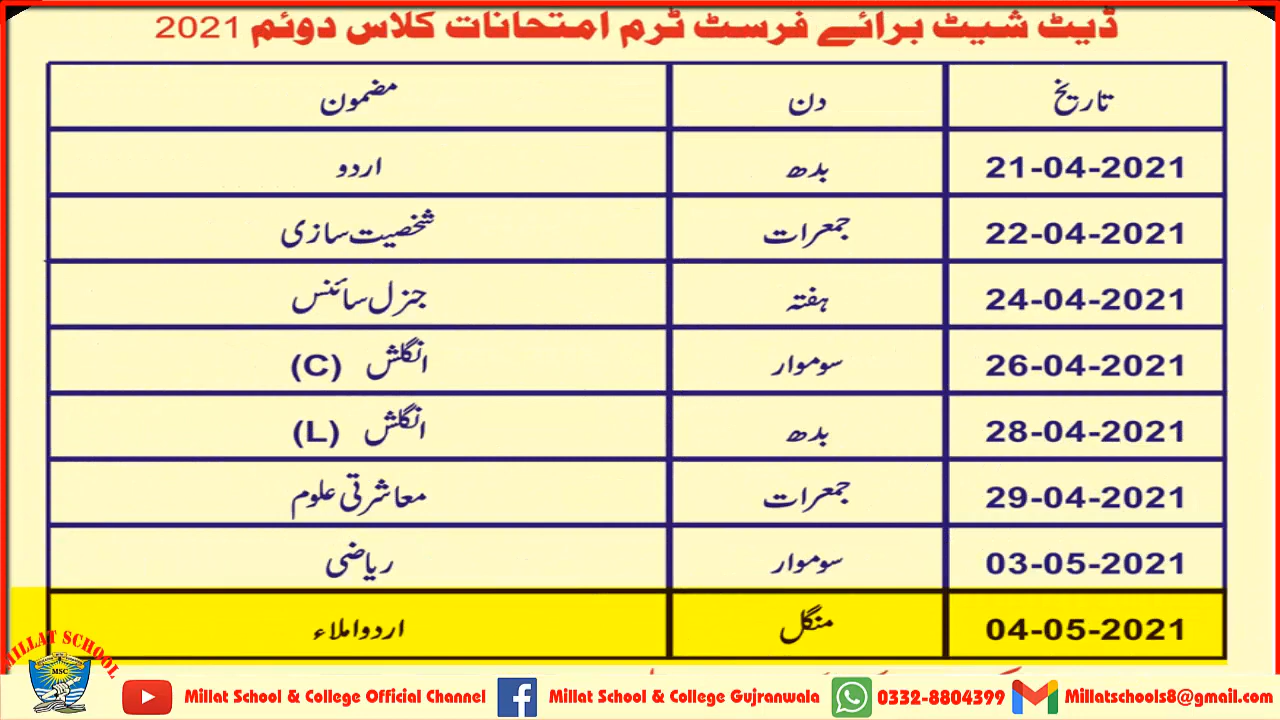 ڈیٹ شیٹ برائے فرسٹ ٹرم امتحانات کلاس دوئم 2021
تاریخ دن مضمون
21-04-2021 بدھ اردو
22-04-2021 جمعرات شخصیت سازی
24-04-2021 ہفتہ جنرل سائنس
26-04-2021 سوموار انگلش (C)
28-04-2021 بدھ انگلش (L)
29-04-2021 جمعرات معاشرتی علوم
03-05-2021 سوموار ریاضی
04-05-2021 منگل اردو املاء
MILLAT SCHOOL
MSC
Millat School & College Official Channel Millat School & College Gujranwala 0332-8804399 Millatschools8@gmail.com